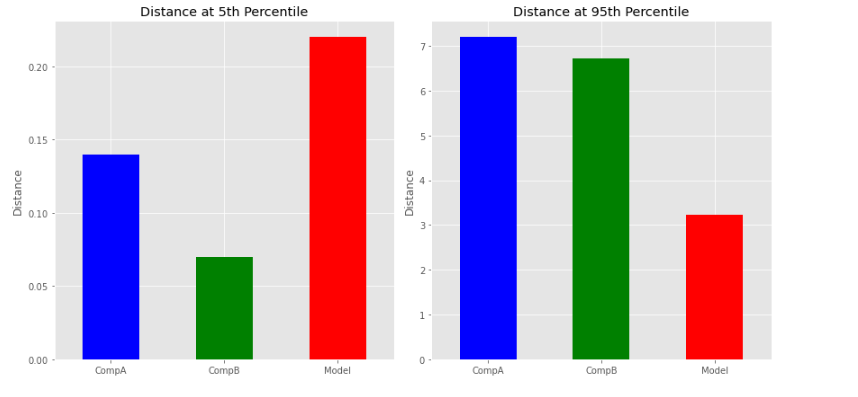 Distance at 5th Percentile
Distance
0.20
0.15
0.10
0.05
0.00
CompA CompB Model
Distance at 95th Percentile
Distance
7
6
5
4
3
2
1
0
CompA CompB Model